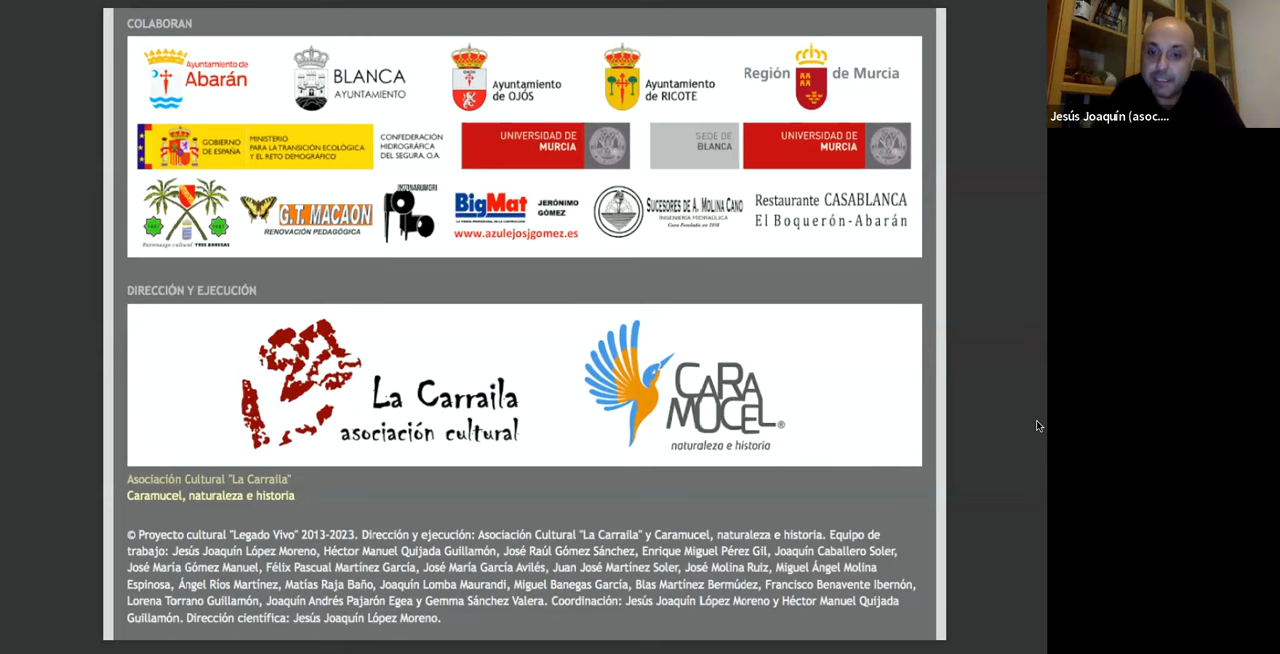 COLABORAN
Ayuntamiento de
Abarán
BLANCA
AYUNTAMIENTO
Ayuntamiento
de OJÓS
Ayuntamiento
de RICOTE
Región de Murcia
GOBIERNO
DE ESPAÑA
MINISTERIO
PARA LA TRANSICIÓN ECOLÓGICA
Y EL RETO DEMOGRÁFICO
CONFEDERACIÓN
HIDROGRÁFICA
DEL SEGURA, O.A.
UNIVERSIDAD DE
MURCIA
SEDE DE
BLANCA
UNIVERSIDAD DE
MURCIA
G.T. MACAON
RENOVACIÓN PEDAGÓGICA
BigMat
JERÓNIMO
GÓMEZ
www.azulejosjgomez.es
SUCESORES DE A. MOLINA CANO
INGENIERÍA HIDRAULICA
Restaurante CASABLANCA
El Boquerón-Abarán
DIRECCIÓN Y EJECUCIÓN
La Carraila
asociación cultural
CARA
MUCEL®
naturaleza e historia
Asociación Cultural "La Carraila"
Caramucel, naturaleza e historia
© Proyecto cultural "Legado Vivo" 2013-2023. Dirección y ejecución: Asociación Cultural "La Carraila" y Caramucel, naturaleza e historia. Equipo de
trabajo: Jesús Joaquín López Moreno, Héctor Manuel Quijada Guillamón, José Raúl Gómez Sánchez, Enrique Miguel Pérez Gil, Joaquín Caballero Soler,
José María Gómez Manuel, Félix Pascual Martínez García, José María García Avilés, Juan José Martínez Soler, José Molina Ruiz, Miguel Ángel Molina
Espinosa, Ángel Rios Martínez, Matías Raja Baño, Joaquín Lomba Maurandi, Miguel Banegas García, Blas Martínez Bermúdez, Francisco Benavente Ibernón,
Lorena Torrano Guillamón, Joaquín Andrés Pajarón Egea y Gemma Sánchez Valera. Coordinación: Jesús Joaquín López Moreno y Héctor Manuel Quijada
Guillamón. Dirección científica: Jesús Joaquín López Moreno.
Jesús Joaquín (asoc....